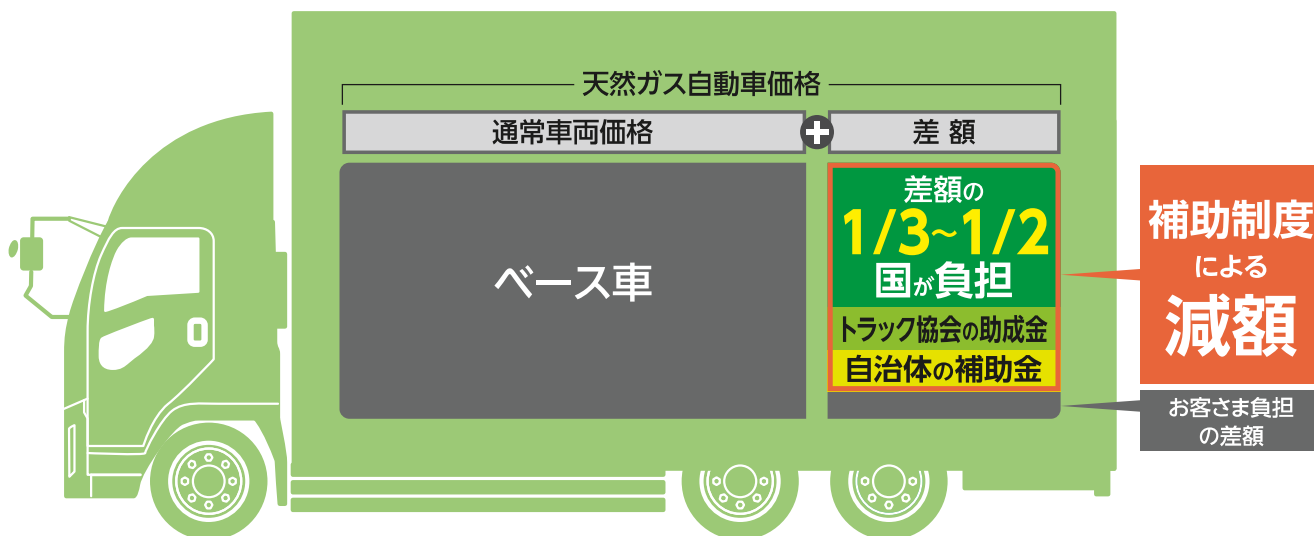 天然ガス自動車価格
通常車両価格
+
差額
ベース車
差額の
1/3~1/2
国が負担
トラック協会の助成金
自治体の補助金
補助制度
による
減額
お客さま負担
の差額